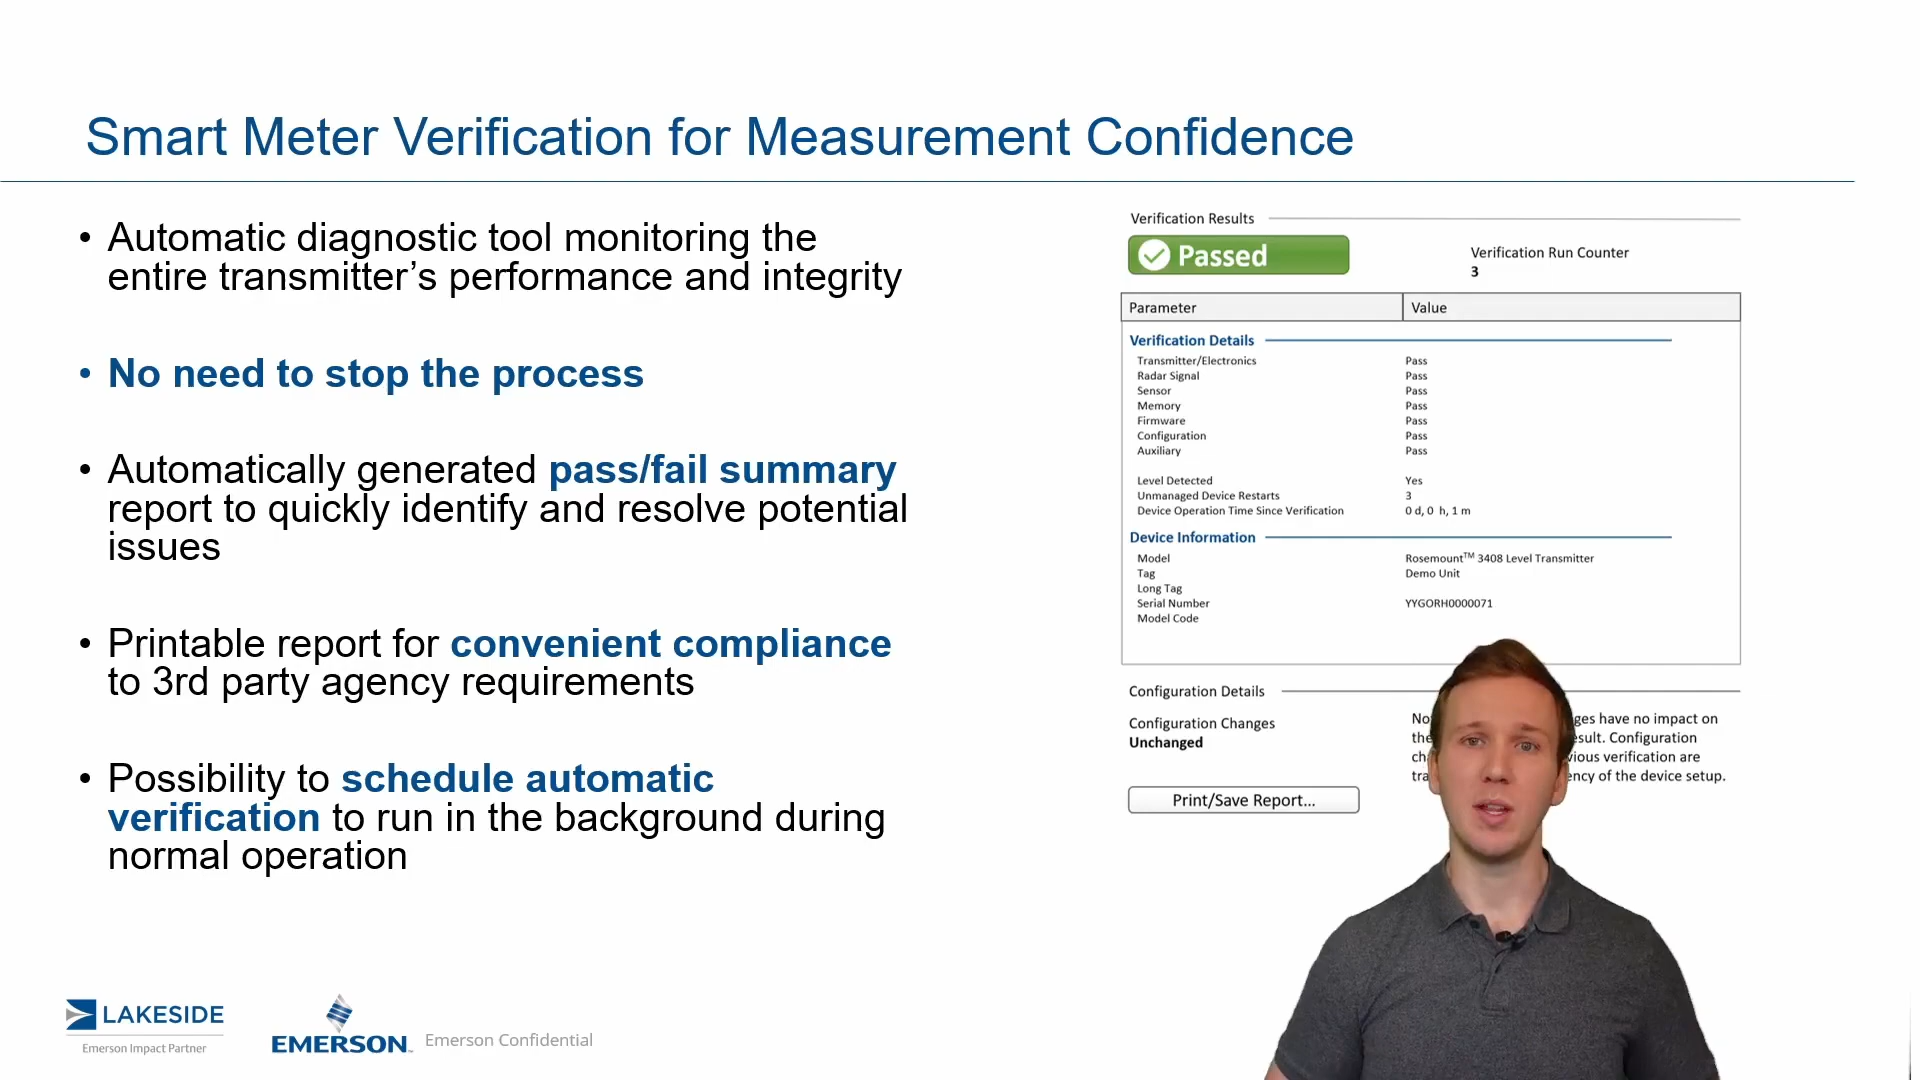 Smart Meter Verification for Measurement Confidence
• Automatic diagnostic tool monitoring the
entire transmitter’s performance and integrity
• No need to stop the process
• Automatically generated pass/fail summary
report to quickly identify and resolve potential
issues
• Printable report for convenient compliance
to 3rd party agency requirements
• Possibility to schedule automatic
verification to run in the background during
normal operation
Verification Results
Passed
Verification Run Counter
3
Parameter Value
Verification Details
Transmitter/Electronics Pass
Radar Signal Pass
Sensor Pass
Memory Pass
Firmware Pass
Configuration Pass
Auxiliary Pass
Level Detected Yes
Unmanaged Device Restarts 3
Device Operation Time Since Verification 0 d, 0 h, 1 m
Device Information
Model Rosemount™ 3408 Level Transmitter
Tag Demo Unit
Long Tag
Serial Number YYGORH0000071
Model Code
Configuration Details
Configuration Changes
Unchanged
have no impact on
the Configuration
verification are
of the device setup.
Print/Save Report...
LAKESIDE
Emerson Impact Partner
EMERSON™
Emerson Confidential